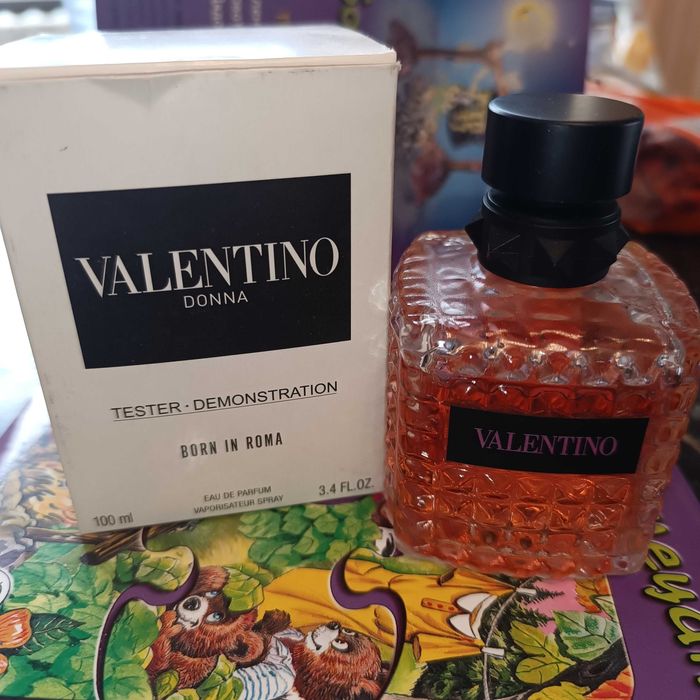 VALENTINO
DONNA
TESTER · DEMONSTRATION
BORN IN ROMA
EAU DE PARFUM
VAPORISATEUR SPRAY
100 ml
3.4 FL.OZ.
VALENTINO